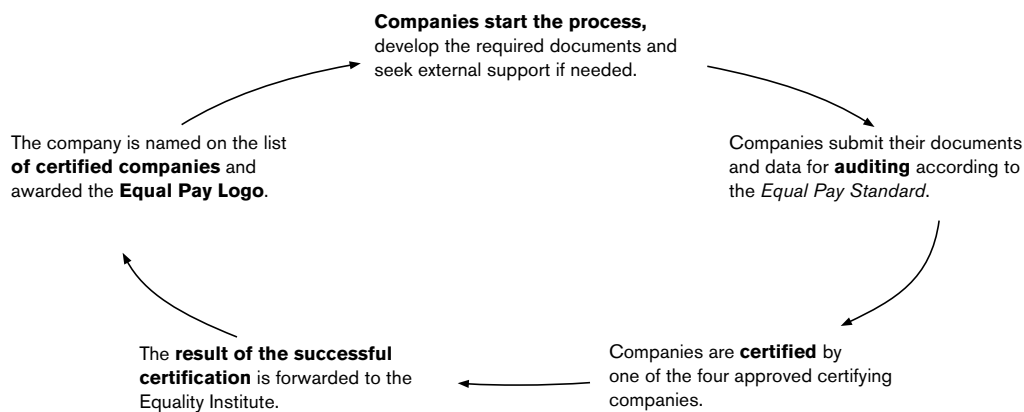 Companies start the process,
develop the required documents and
seek external support if needed.
Companies submit their documents
and data for auditing according to
the Equal Pay Standard.
Companies are certified by
one of the four approved certifying
companies.
The result of the successful
certification is forwarded to the
Equality Institute.
The company is named on the list
of certified companies and
awarded the Equal Pay Logo.